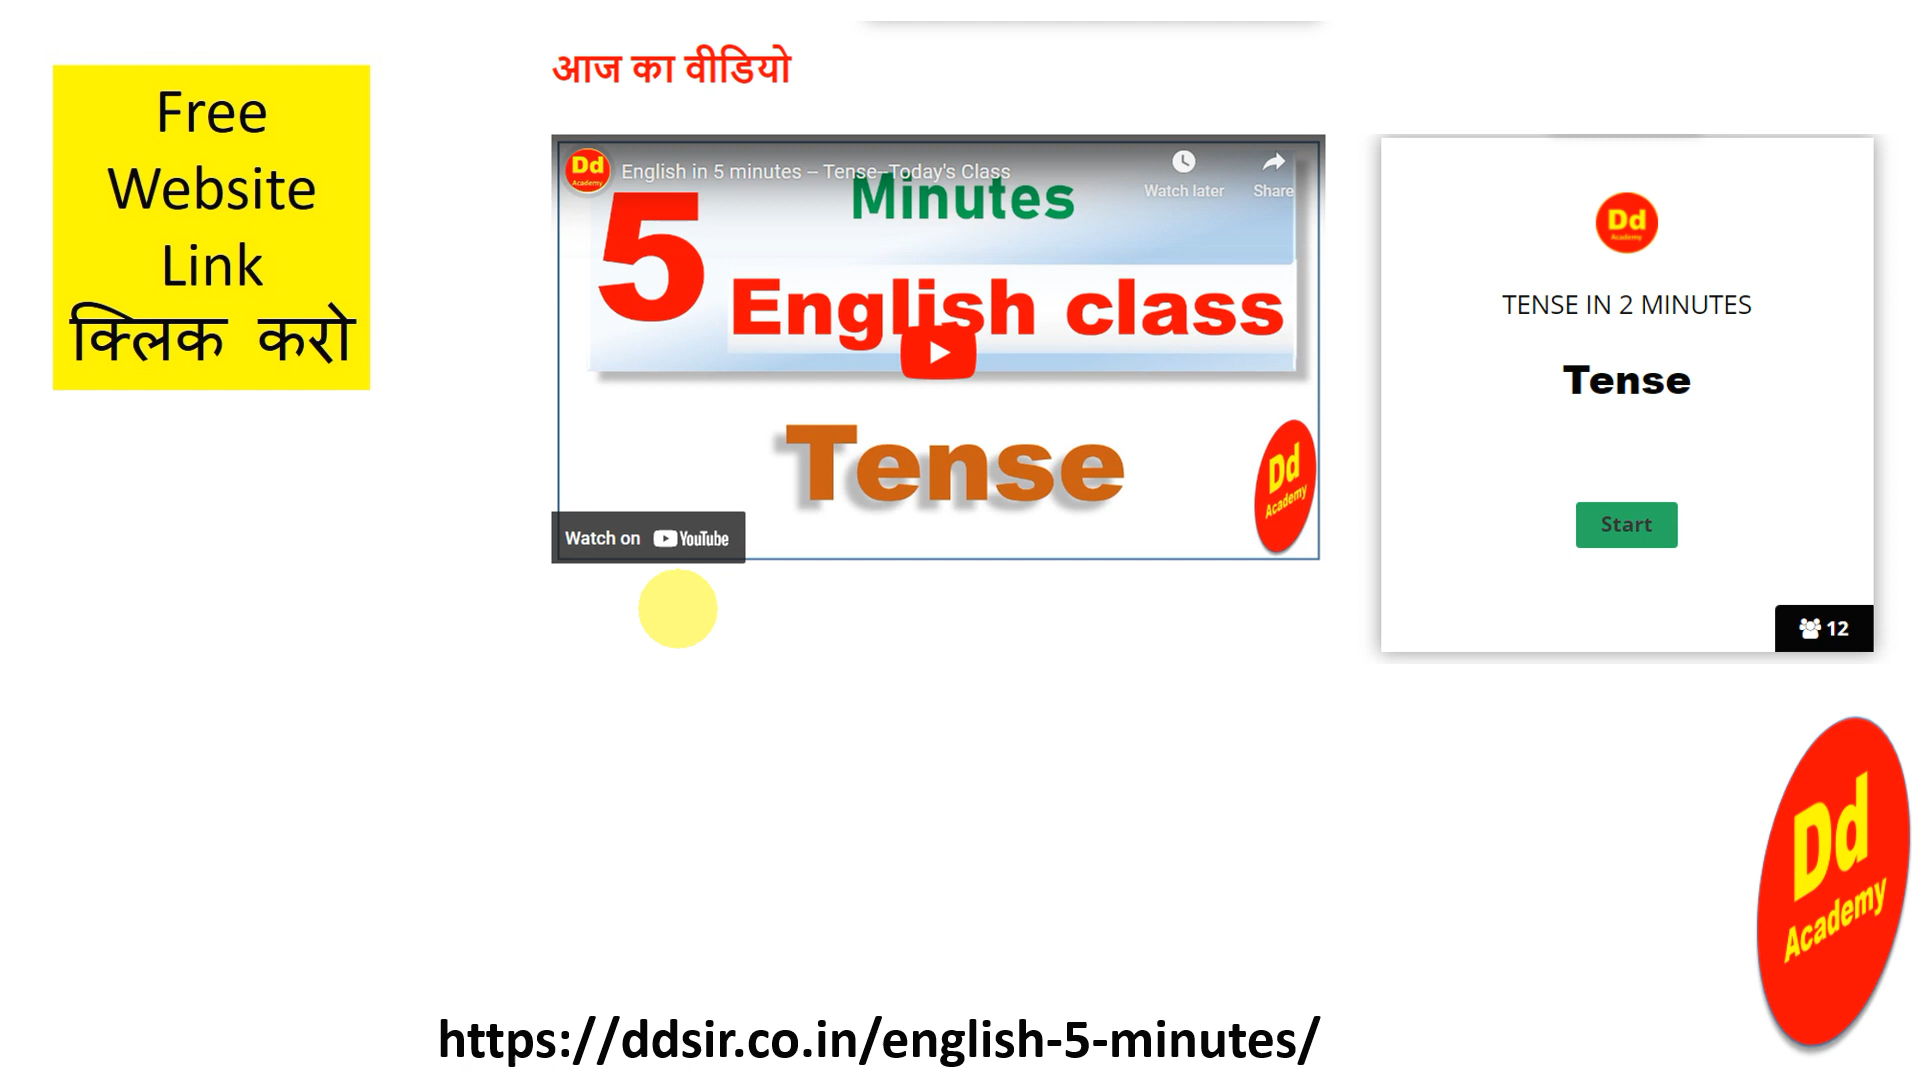 Free
Website
Link
क्लिक करो
आज का वीडियो
Dd
Academy
English in 5 minutes – Tense–Today's Class
Watch later
Share
5
Minutes
English class
Tense
Dd
Academy
Watch on YouTube
Dd
Academy
TENSE IN 2 MINUTES
Tense
Start
12
Dd
Academy
https://ddsir.co.in/english-5-minutes/